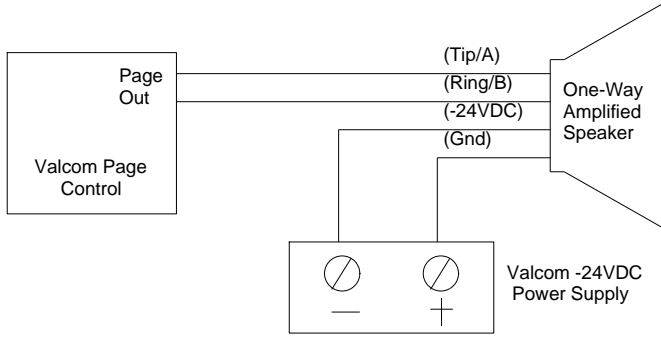 (Tip/A)
Page
Out
(Ring/B)
One-Way
Amplified
Speaker
(-24VDC)
(Gnd)
Valcom Page
Control
Valcom -24VDC
Power Supply
— +